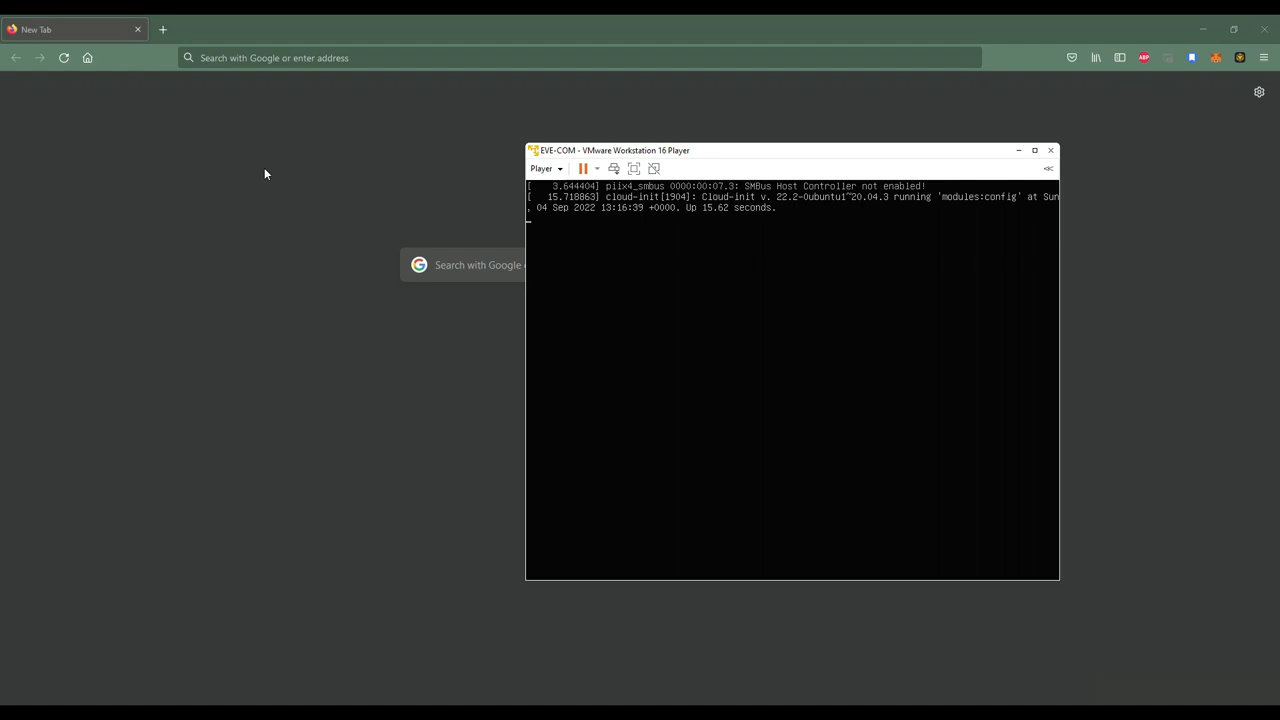 New Tab
Search with Google or enter address
ABP
EVE-COM - VMware Workstation 16 Player
Player
[    3.644404] piix4_smbus 0000:00:07.3: SMBus Host Controller not enabled!
[   15.718863] cloud-init[1904]: Cloud-init v. 22.2-0ubuntu1~20.04.3 running 'modules:config' at Sun
, 04 Sep 2022 13:16:39 +0000. Up 15.62 seconds.
Search with Google